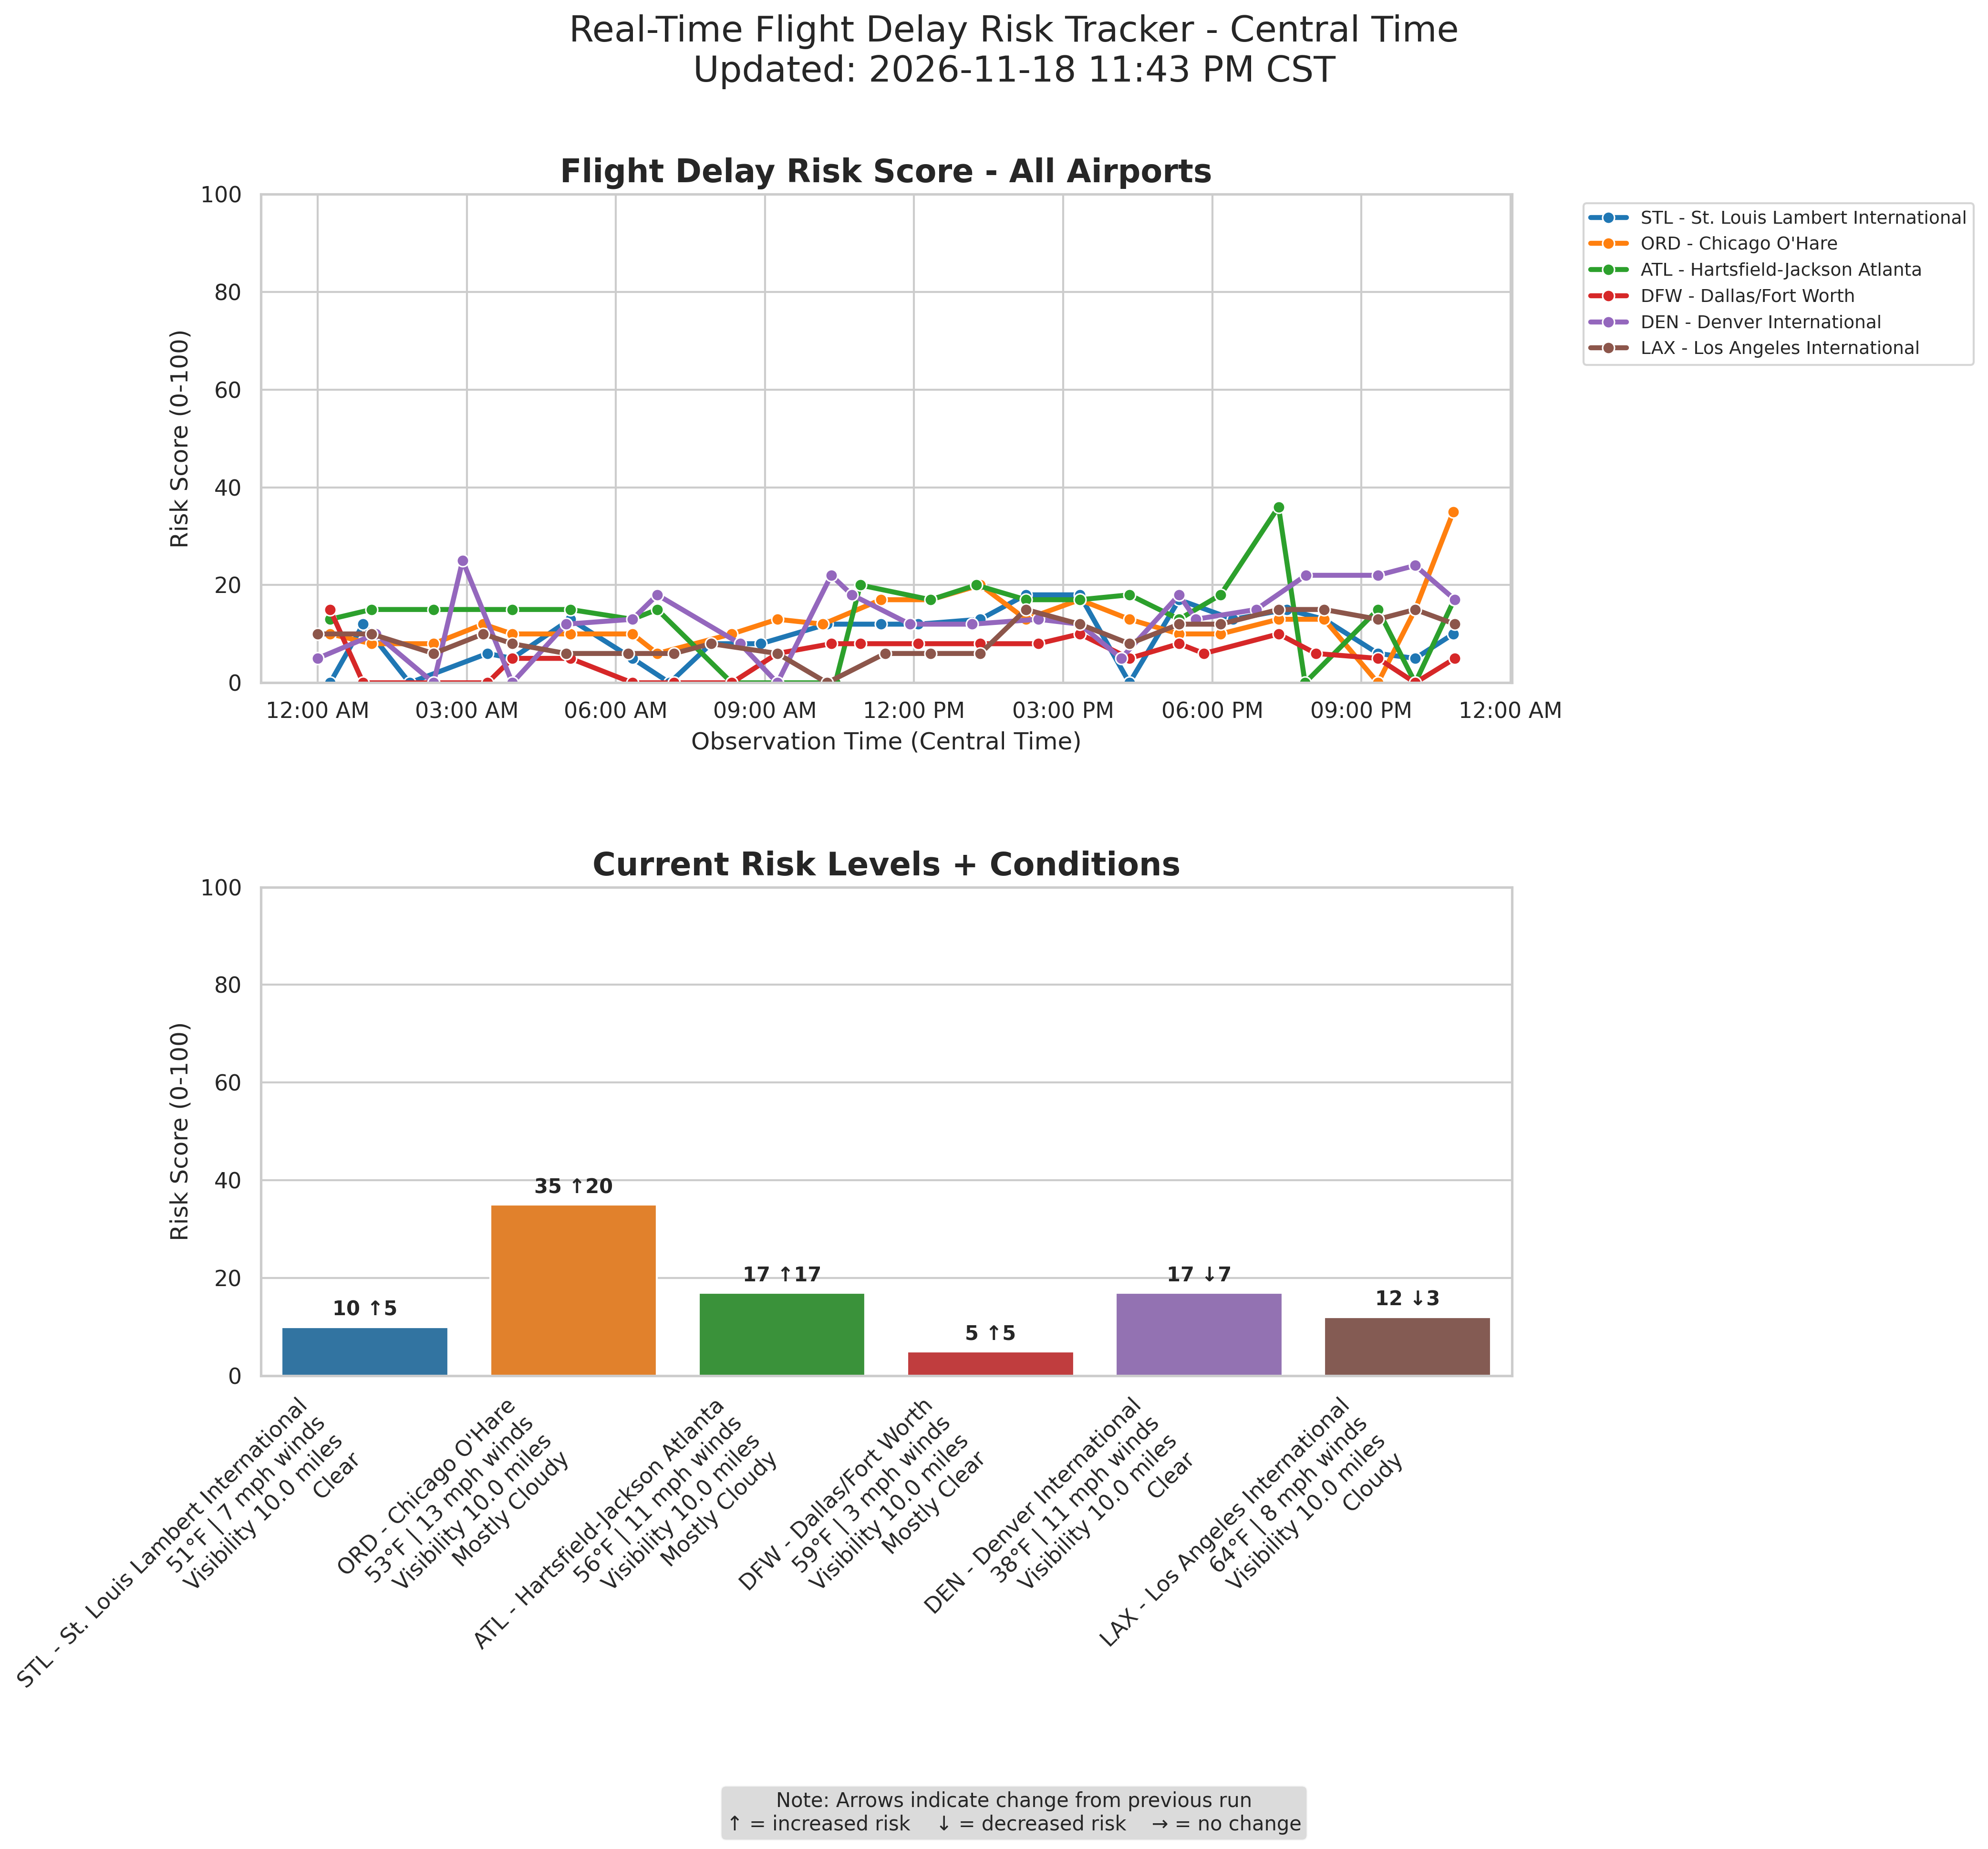 Real-Time Flight Delay Risk Tracker - Central Time
Updated: 2026-11-18 11:43 PM CST
Flight Delay Risk Score - All Airports
100
80
60
40
20
0
Risk Score (0-100)
12:00 AM
03:00 AM
06:00 AM
09:00 AM
12:00 PM
03:00 PM
06:00 PM
09:00 PM
12:00 AM
Observation Time (Central Time)
STL - St. Louis Lambert International
ORD - Chicago O'Hare
ATL - Hartsfield-Jackson Atlanta
DFW - Dallas/Fort Worth
DEN - Denver International
LAX - Los Angeles International
Current Risk Levels + Conditions
100
80
60
40
20
0
Risk Score (0-100)
10 ↑5
35 ↑20
17 ↑17
5 ↑5
17 ↓7
12 ↓3
STL - St. Louis Lambert International
51°F | 7 mph winds
Visibility 10.0 miles
Clear
ORD - Chicago O'Hare
53°F | 13 mph winds
Visibility 10.0 miles
Mostly Cloudy
ATL - Hartsfield-Jackson Atlanta
56°F | 11 mph winds
Visibility 10.0 miles
Mostly Cloudy
DFW - Dallas/Fort Worth
59°F | 3 mph winds
Visibility 10.0 miles
Mostly Clear
DEN - Denver International
38°F | 11 mph winds
Visibility 10.0 miles
Clear
LAX - Los Angeles International
64°F | 8 mph winds
Visibility 10.0 miles
Cloudy
Note: Arrows indicate change from previous run
↑ = increased risk ↓ = decreased risk → = no change